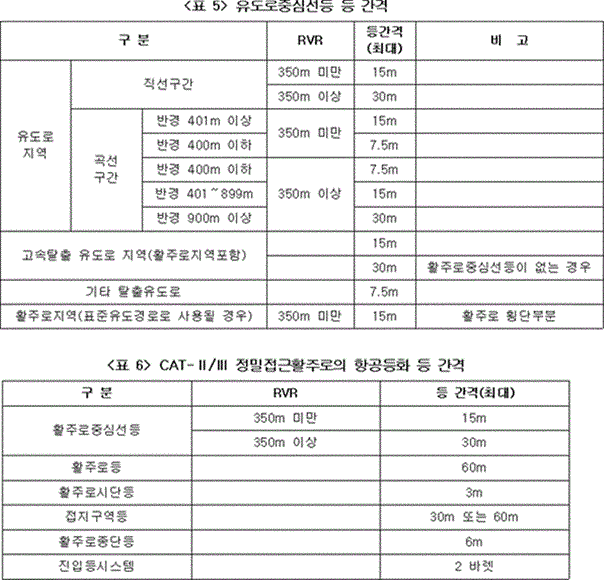 <표 5> 유도로중심선등 등 간격
구 분 RVR 등간격 (최대) 비 고
유도로 지역 직선구간 350m 미만 15m
350m 이상 30m
곡선 구간 반경 401m 이상 350m 미만 15m
반경 400m 이하 7.5m
반경 400m 이하 350m 이상 7.5m
반경 401~899m 15m
반경 900m 이상 30m
고속탈출 유도로 지역(활주로지역포함) 15m
30m 활주로중심선등이 없는 경우
기타 탈출유도로 7.5m
활주로지역(표준유도경로로 사용될 경우) 350m 미만 15m 활주로 횡단부분
<표 6> CAT-Ⅱ/Ⅲ 정밀접근활주로의 항공등화 등 간격
구 분 RVR 등 간격(최대)
활주로중심선등 350m 미만 15m
350m 이상 30m
활주로등 60m
활주로시단등 3m
접지구역등 30m 또는 60m
활주로종단등 6m
진입등시스템 2 바렛